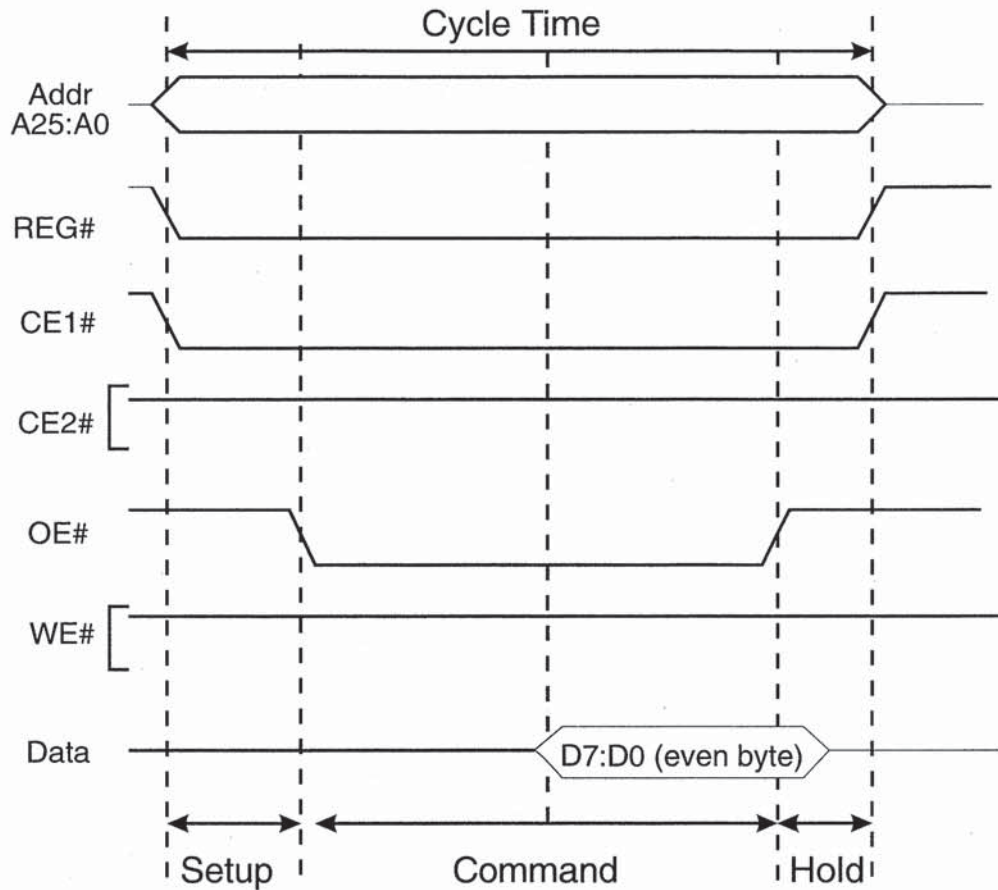 Cycle Time
Addr
A25:A0
REG#
CE1#
CE2#
OE#
WE#
Data
D7:D0 (even byte)
Setup
Command
Hold